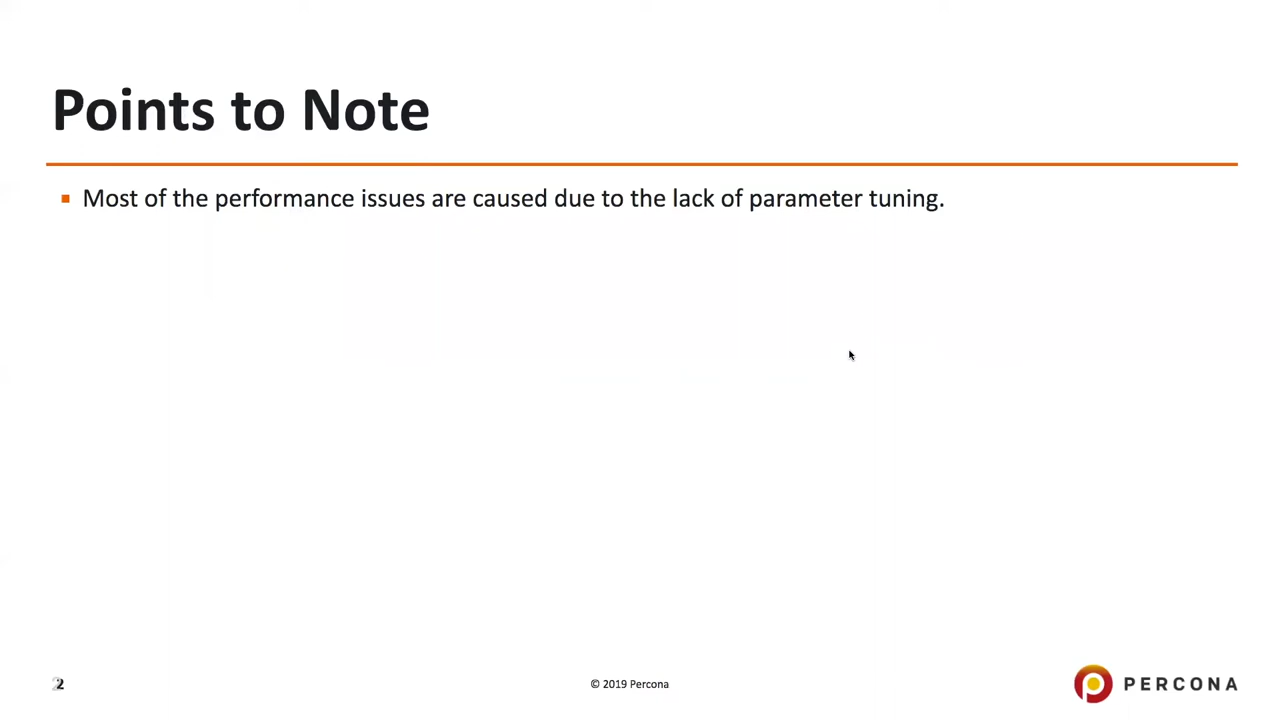 Points to Note
Most of the performance issues are caused due to the lack of parameter tuning.
2
© 2019 Percona
PERCONA